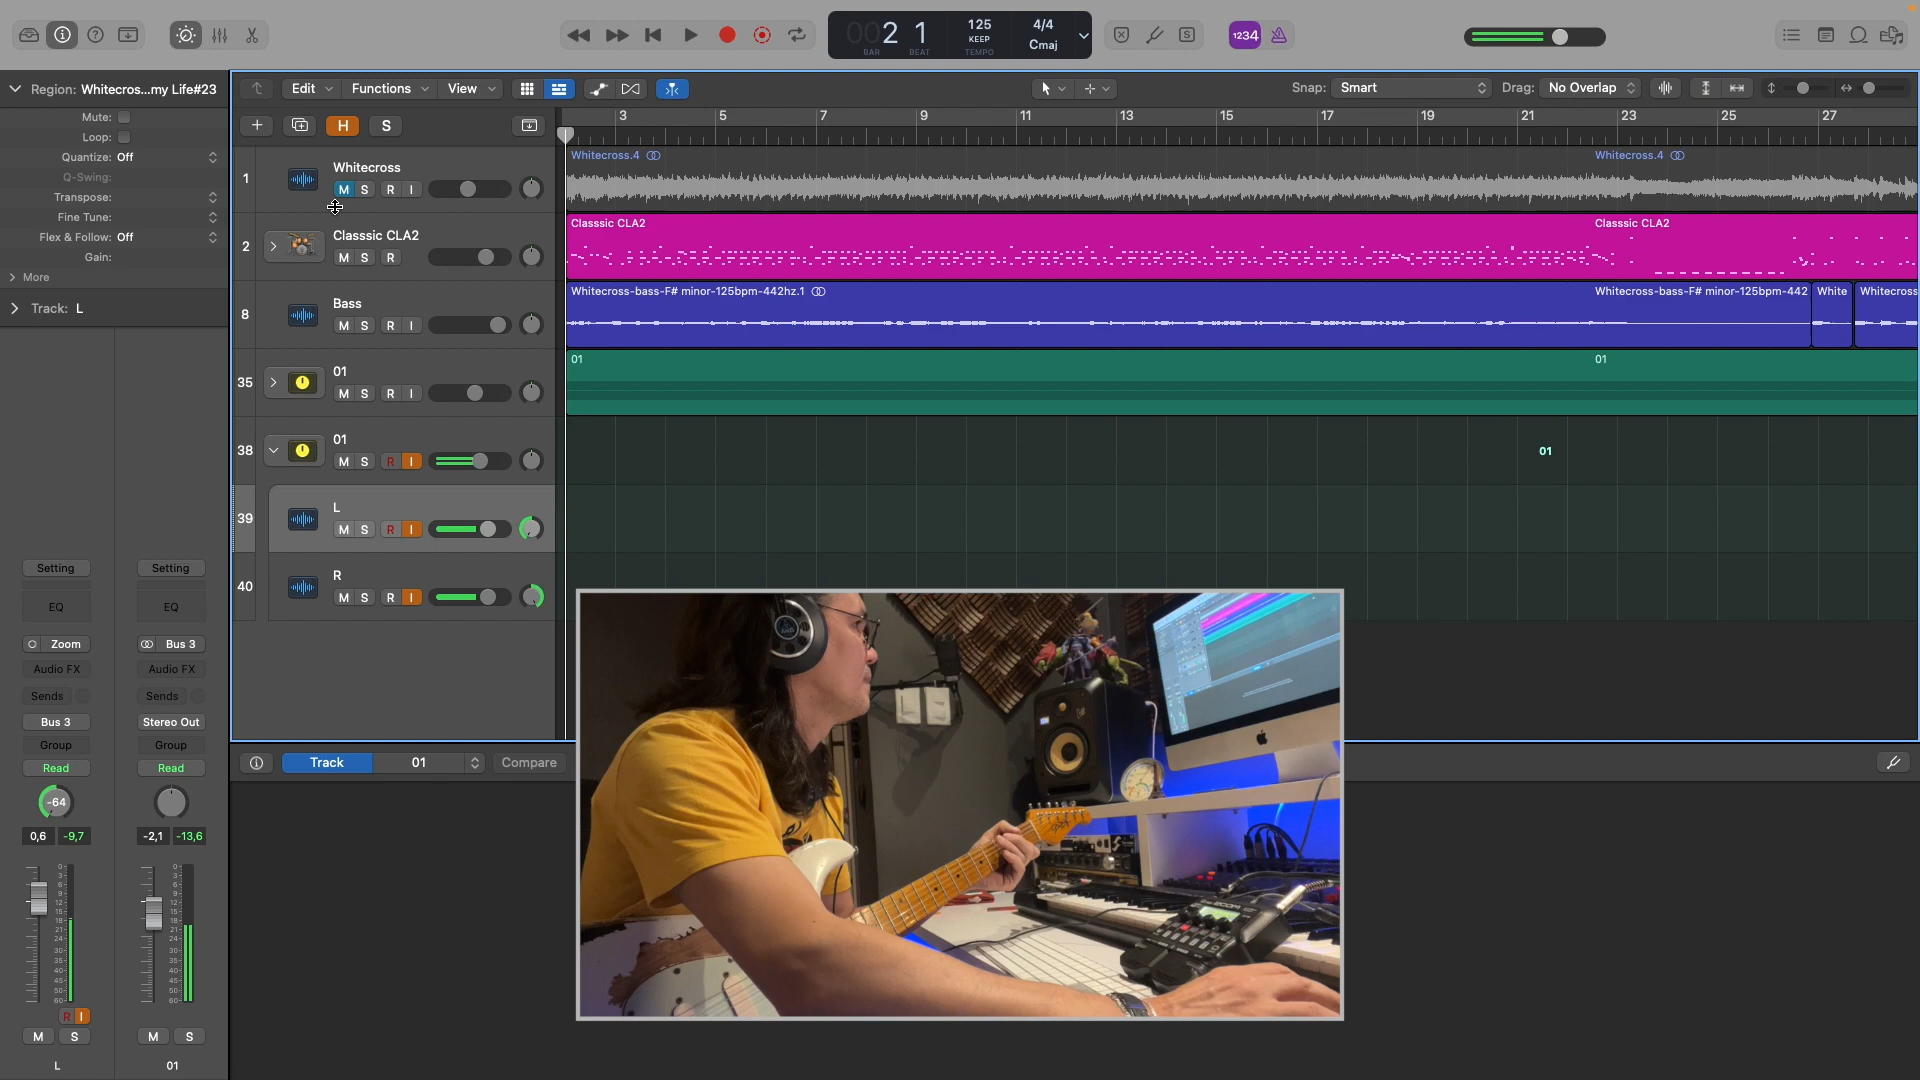 002 1
BAR BEAT
125
KEEP
TEMPO
4/4
Cmaj
1234
Region: Whitecros...my Life#23
Mute:
Loop:
Quantize: Off
Q-Swing:
Transpose:
Fine Tune:
Flex & Follow: Off
Gain:
More
Track: L
Edit Functions View
Snap: Smart Drag: No Overlap
H S
3 5 7 9 11 13 15 17 19 21 23 25 27
1 Whitecross
M S R I
Whitecross.4 Whitecross.4
2 Classsic CLA2
M S R
Classsic CLA2 Classsic CLA2
8 Bass
M S R I
Whitecross-bass-F# minor-125bpm-442hz.1 Whitecross-bass-F# minor-125bpm-442 White Whitecross
35 01
M S R I
01 01
38 01
M S R I
01
39 L
M S R I
40 R
M S R I
Setting Setting
EQ EQ
Zoom Bus 3
Audio FX Audio FX
Sends Sends
Bus 3 Stereo Out
Group Group
Read Read
-64
0,6 -9,7 -2,1 -13,6
R I
M S M S
L 01
Track 01 Compare